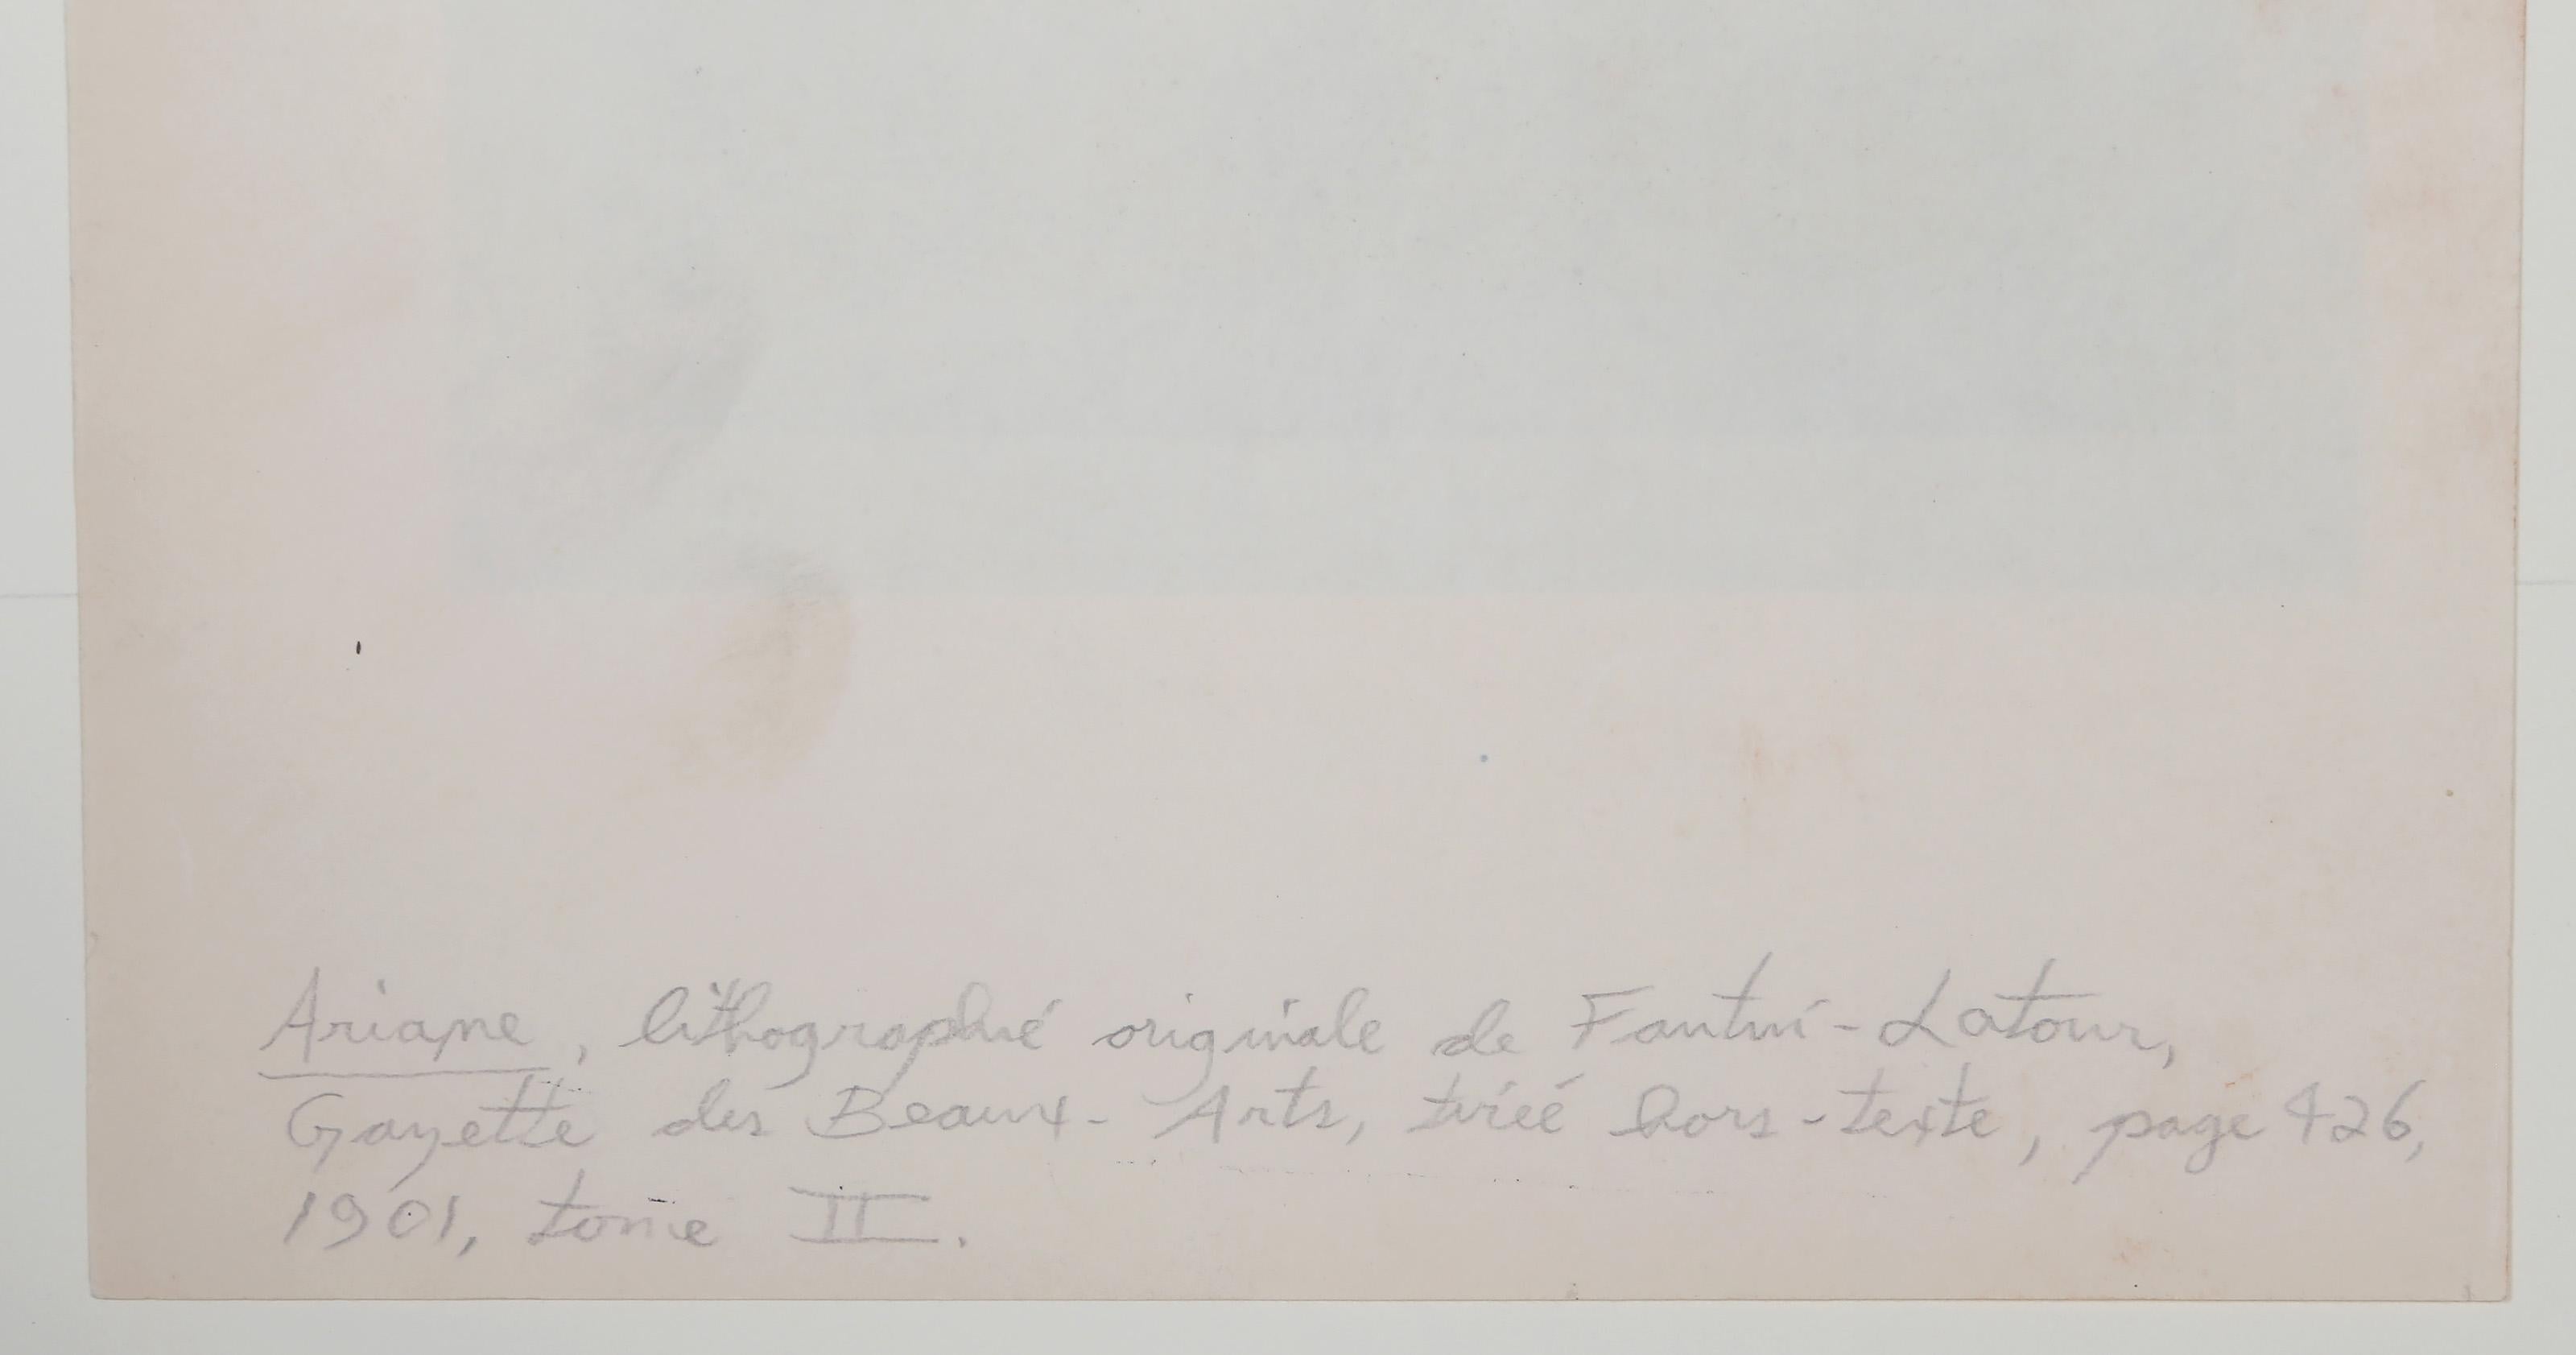 Ariane, lithographié originale de Fantin-Latour,
Gazette des Beaux-Arts, tirée hors-texte, page 426,
1901, tome II.